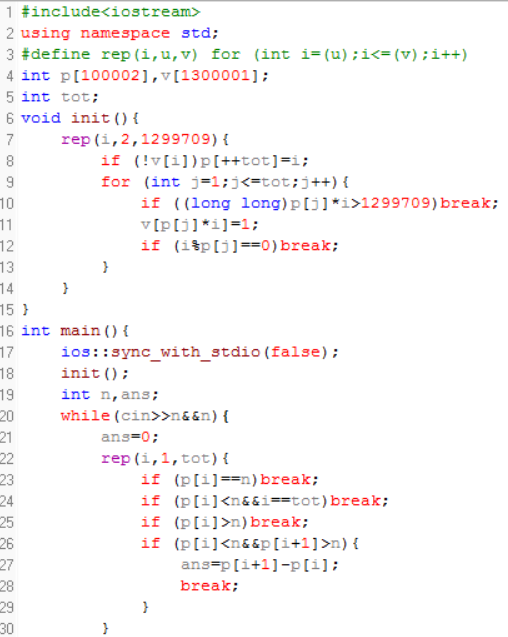 1 #include<iostream>
2 using namespace std;
3 #define rep(i,u,v) for (int i=(u);i<=(v);i++)
4 int p[100002],v[1300001];
5 int tot;
6 void init(){
7     rep(i,2,1299709){
8         if (!v[i])p[++tot]=i;
9         for (int j=1;j<=tot;j++){
10             if ((long long)p[j]*i>1299709)break;
11             v[p[j]*i]=1;
12             if (i%p[j]==0)break;
13         }
14     }
15 }
16 int main(){
17     ios::sync_with_stdio(false);
18     init();
19     int n,ans;
20     while(cin>>n&&n){
21         ans=0;
22         rep(i,1,tot){
23             if (p[i]==n)break;
24             if (p[i]<n&&i==tot)break;
25             if (p[i]>n)break;
26             if (p[i]<n&&p[i+1]>n){
27                 ans=p[i+1]-p[i];
28                 break;
29             }
30         }